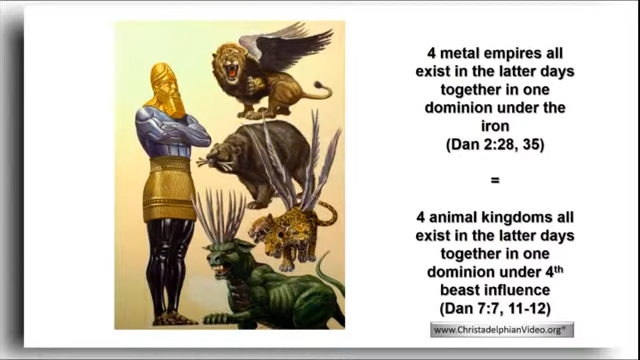 4 metal empires all
exist in the latter days
together in one
dominion under the
iron
(Dan 2:28, 35)
=
4 animal kingdoms all
exist in the latter days
together in one
dominion under 4th
beast influence
(Dan 7:7, 11-12)
www.ChristadelphianVideo.org®